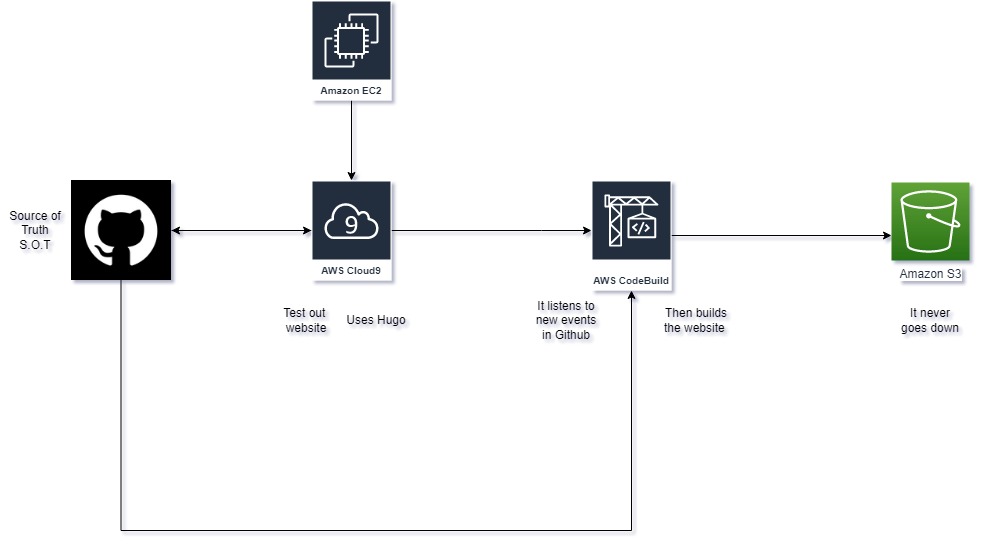 Amazon EC2
Source of
Truth
S.O.T
9
AWS Cloud9
</>
AWS CodeBuild
Amazon S3
Test out
website
Uses Hugo
It listens to
new events
in Github
Then builds
the website
It never
goes down